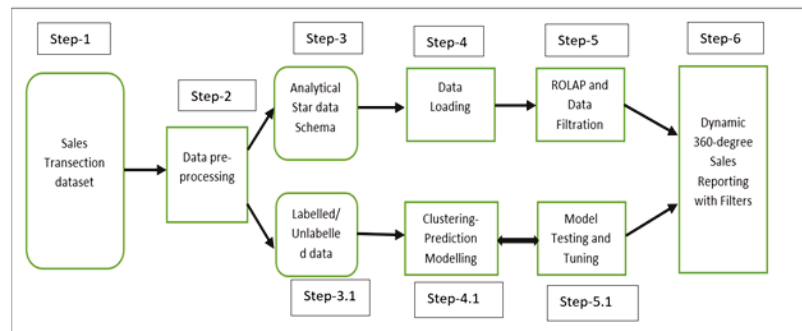 Step-1
Sales
Transection
dataset
Step-2
Data pre-
processing
Step-3
Analytical
Star data
Schema
Step-4
Data
Loading
Step-5
ROLAP and
Data
Filtration
Step-6
Dynamic
360-degree
Sales
Reporting
with Filters
Labelled/
Unlabelle
d data
Step-3.1
Clustering-
Prediction
Modelling
Step-4.1
Model
Testing and
Tuning
Step-5.1